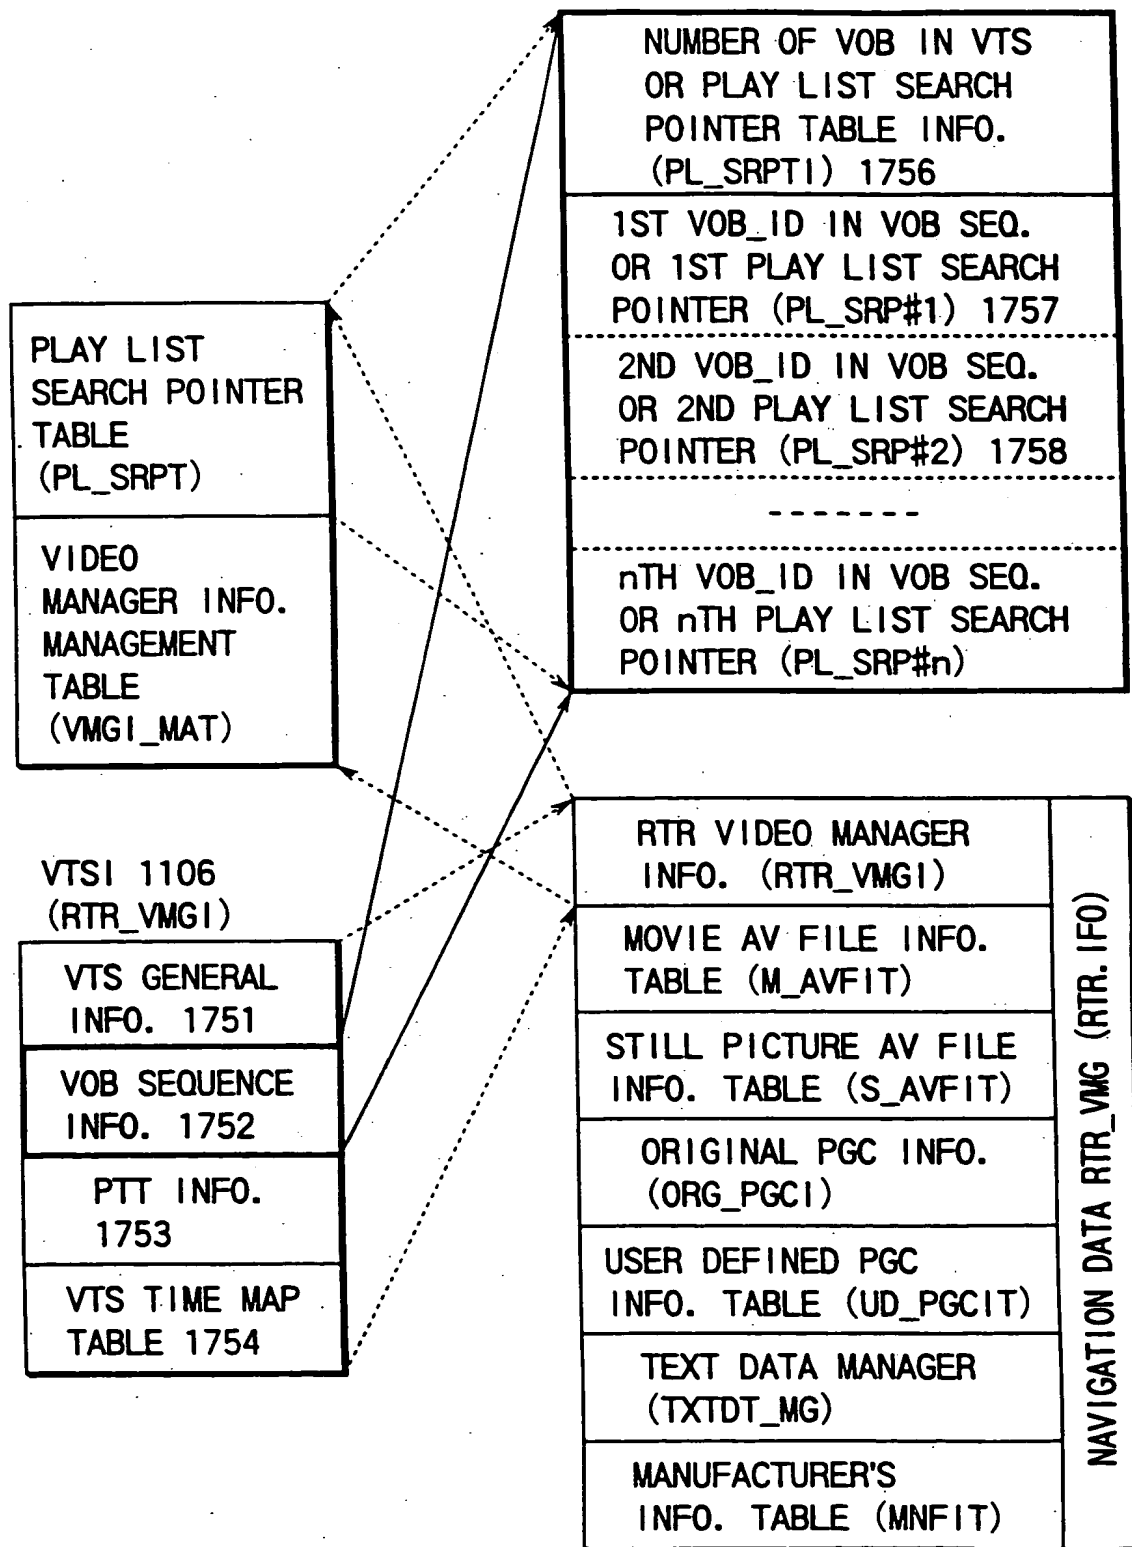 NUMBER OF VOB IN VTS
OR PLAY LIST SEARCH
POINTER TABLE INFO.
(PL_SRPTI) 1756
1ST VOB_ID IN VOB SEQ.
OR 1ST PLAY LIST SEARCH
POINTER (PL_SRP#1) 1757
2ND VOB_ID IN VOB SEQ.
OR 2ND PLAY LIST SEARCH
POINTER (PL_SRP#2) 1758
-------
nTH VOB_ID IN VOB SEQ.
OR nTH PLAY LIST SEARCH
POINTER (PL_SRP#n)
PLAY LIST
SEARCH POINTER
TABLE
(PL_SRPT)
VIDEO
MANAGER INFO.
MANAGEMENT
TABLE
(VMGI_MAT)
VTSI 1106
(RTR_VMGI)
VTS GENERAL
INFO. 1751
VOB SEQUENCE
INFO. 1752
PTT INFO.
1753
VTS TIME MAP
TABLE 1754
RTR VIDEO MANAGER
INFO. (RTR_VMGI)
MOVIE AV FILE INFO.
TABLE (M_AVFIT)
STILL PICTURE AV FILE
INFO. TABLE (S_AVFIT)
ORIGINAL PGC INFO.
(ORG_PGCI)
USER DEFINED PGC
INFO. TABLE (UD_PGCIT)
TEXT DATA MANAGER
(TXTDT_MG)
MANUFACTURER'S
INFO. TABLE (MNFIT)
NAVIGATION DATA RTR_VMG (RTR.IFO)